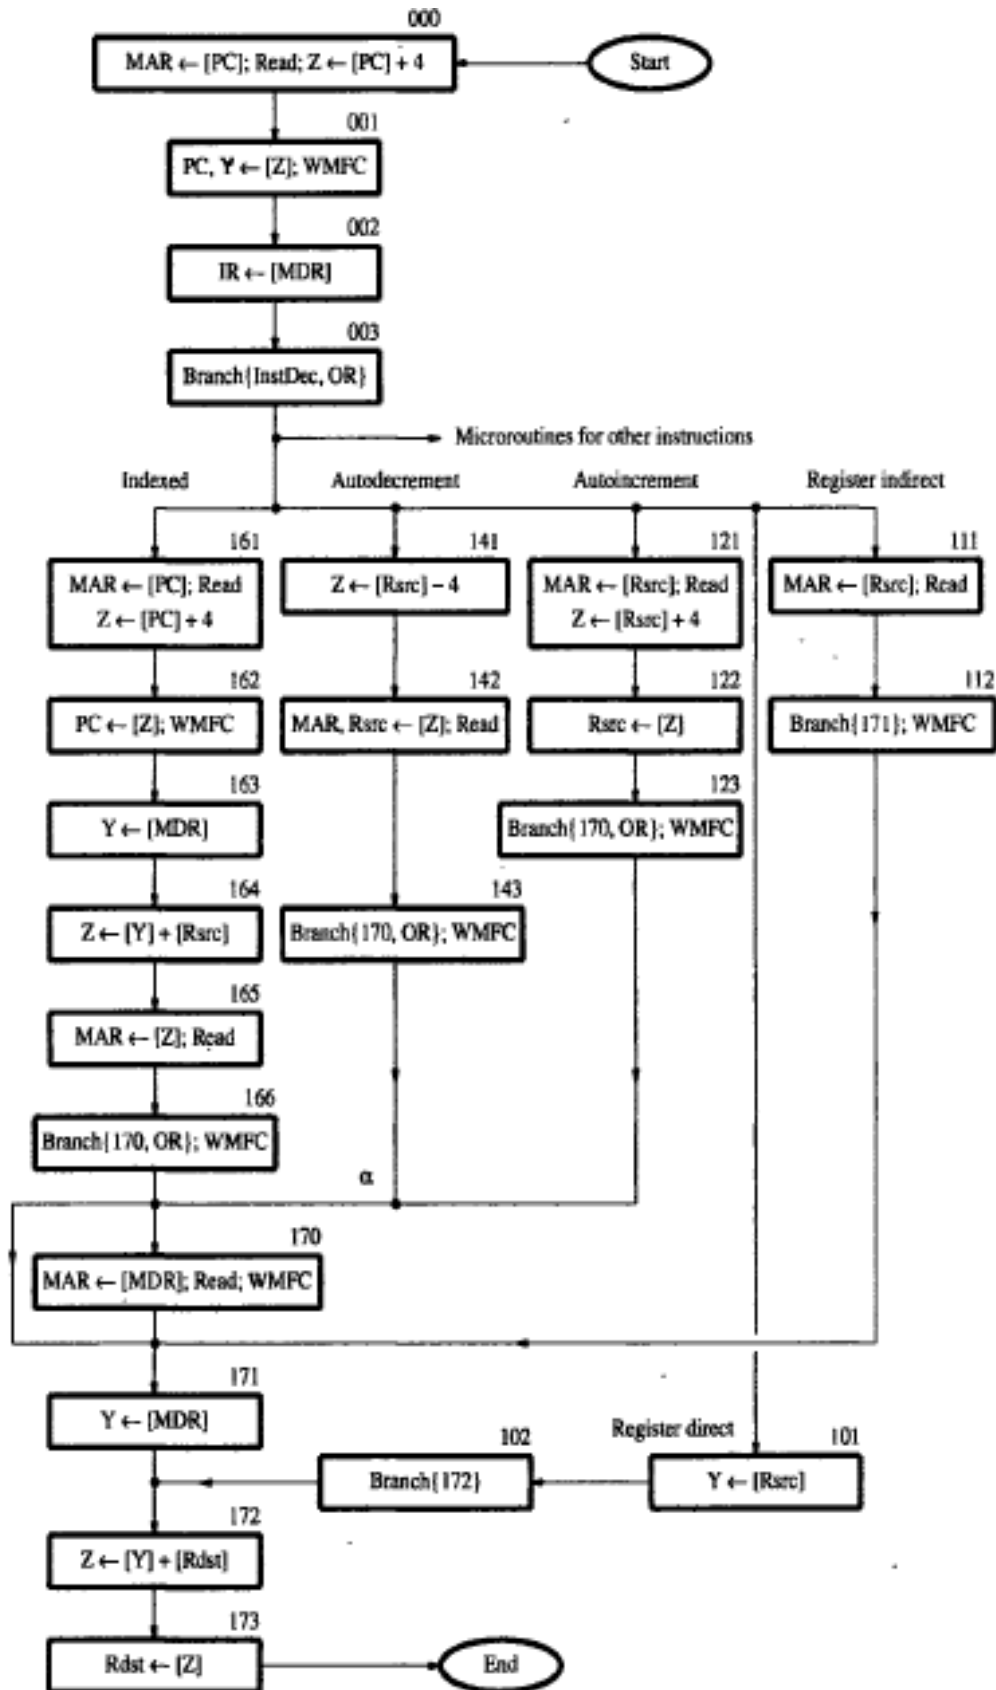 000
MAR ← [PC]; Read; Z ← [PC] + 4
Start
001
PC, Y ← [Z]; WMFC
002
IR ← [MDR]
003
Branch{InstDec, OR}
Microroutines for other instructions
Indexed
Autodecrement
Autoincrement
Register indirect
161
MAR ← [PC]; Read
Z ← [PC] + 4
141
Z ← [Rsrc] – 4
121
MAR ← [Rsrc]; Read
Z ← [Rsrc] + 4
111
MAR ← [Rsrc]; Read
162
PC ← [Z]; WMFC
142
MAR, Rsrc ← [Z]; Read
122
Rsrc ← [Z]
112
Branch{171}; WMFC
163
Y ← [MDR]
123
Branch{170, OR}; WMFC
164
Z ← [Y] + [Rsrc]
143
Branch{170, OR}; WMFC
165
MAR ← [Z]; Read
166
Branch{170, OR}; WMFC
α
170
MAR ← [MDR]; Read; WMFC
171
Y ← [MDR]
Register direct
102
Branch{172}
101
Y ← [Rsrc]
172
Z ← [Y] + [Rdst]
173
Rdst ← [Z]
End